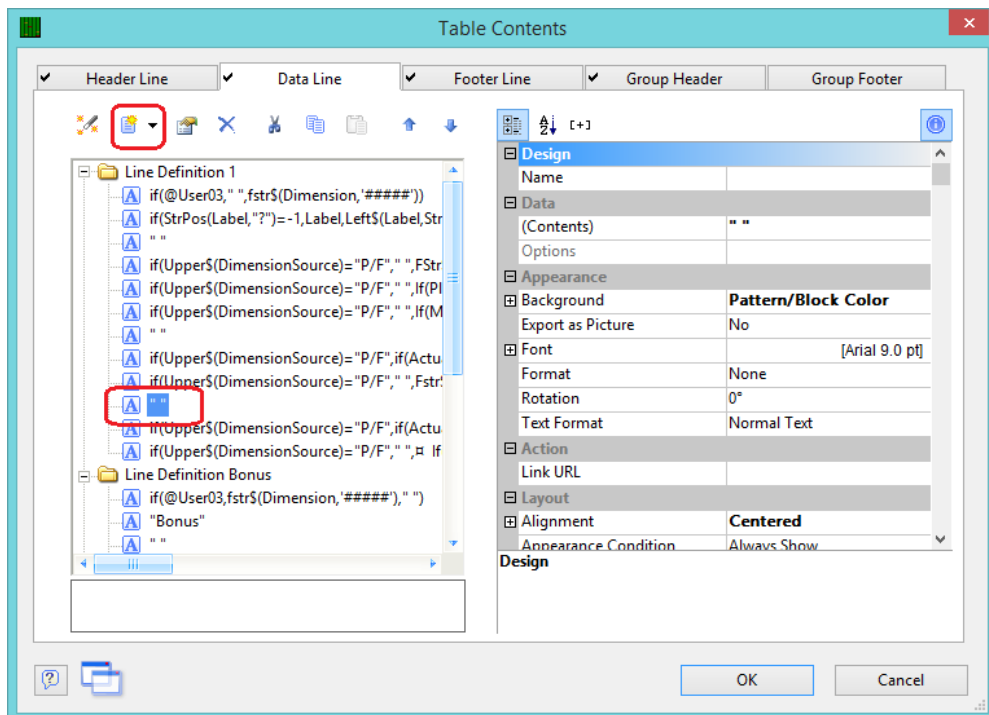 Table Contents
Header Line
Data Line
Footer Line
Group Header
Group Footer
Line Definition 1
if(@User03," ",fstr$(Dimension,'#####'))
if(StrPos(Label,"?")=-1,Label,Left$(Label,Str
" "
if(Upper$(DimensionSource)="P/F"," ",FStr
if(Upper$(DimensionSource)="P/F"," ",If(Pl
if(Upper$(DimensionSource)="P/F"," ",If(M
" "
if(Upper$(DimensionSource)="P/F",if(Actu
if(Upper$(DimensionSource)="P/F"," ",Fstr
" "
if(Upper$(DimensionSource)="P/F",if(Actu
if(Upper$(DimensionSource)="P/F"," ",¤ If
Line Definition Bonus
if(@User03,fstr$(Dimension,'#####')," ")
"Bonus"
" "
Design
Name
Data
(Contents) " "
Options
Appearance
Background Pattern/Block Color
Export as Picture No
Font [Arial 9.0 pt]
Format None
Rotation 0°
Text Format Normal Text
Action
Link URL
Layout
Alignment Centered
Appearance Condition Always Show
Design
OK
Cancel